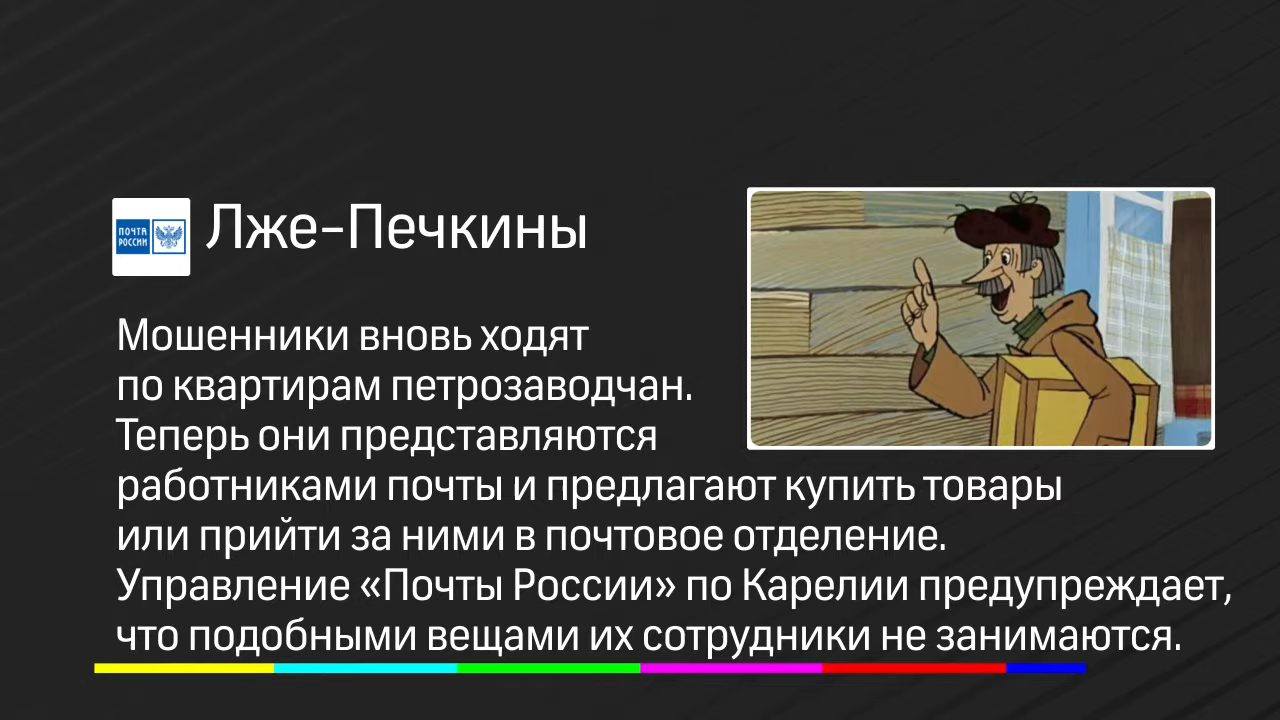 ПОЧТА
РОССИИ
Лже-Печкины
Мошенники вновь ходят
по квартирам петрозаводчан.
Теперь они представляются
работниками почты и предлагают купить товары
или прийти за ними в почтовое отделение.
Управление «Почты России» по Карелии предупреждает,
что подобными вещами их сотрудники не занимаются.